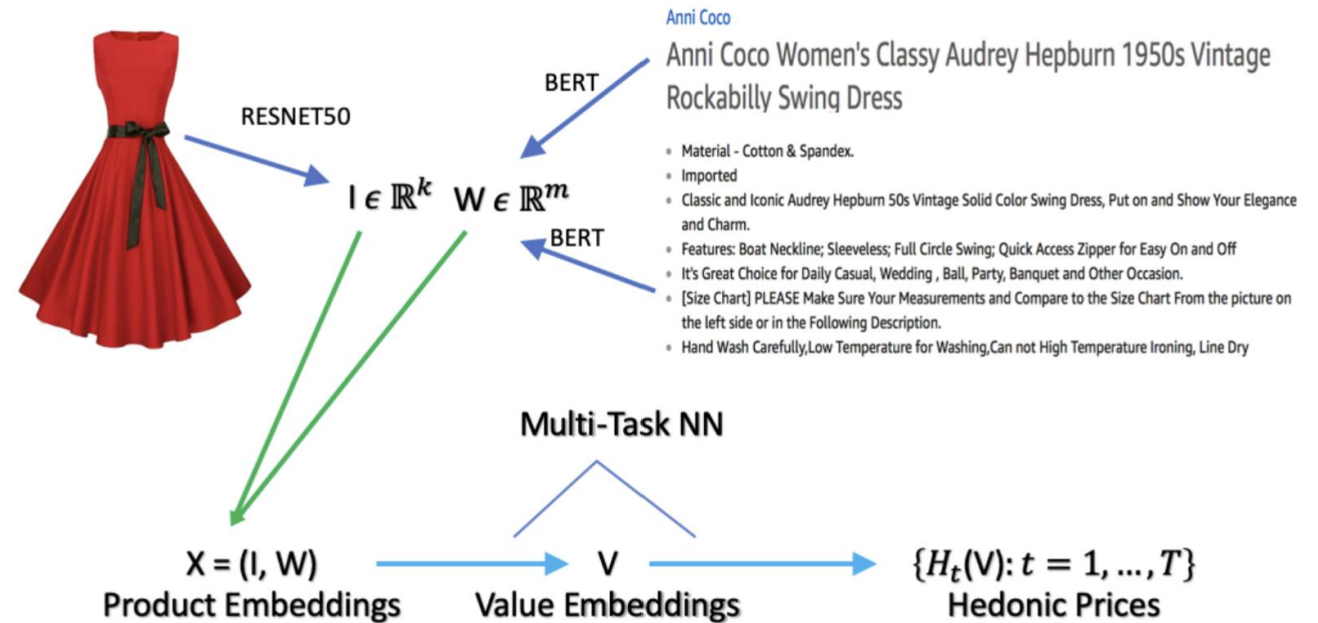 Anni Coco
Anni Coco Women's Classy Audrey Hepburn 1950s Vintage
Rockabilly Swing Dress
BERT
RESNET50
• Material - Cotton & Spandex.
• Imported
• Classic and Iconic Audrey Hepburn 50s Vintage Solid Color Swing Dress, Put on and Show Your Elegance
and Charm.
• Features: Boat Neckline; Sleeveless; Full Circle Swing; Quick Access Zipper for Easy On and Off
• It's Great Choice for Daily Casual, Wedding , Ball, Party, Banquet and Other Occasion.
• [Size Chart] PLEASE Make Sure Your Measurements and Compare to the Size Chart From the picture on
the left side or in the Following Description.
• Hand Wash Carefully,Low Temperature for Washing,Can not High Temperature Ironing, Line Dry
I ϵ ℝᵏ W ϵ ℝᵐ
BERT
Multi-Task NN
X = (I, W)
Product Embeddings
V
Value Embeddings
{Hₜ(V): t = 1, ..., T}
Hedonic Prices